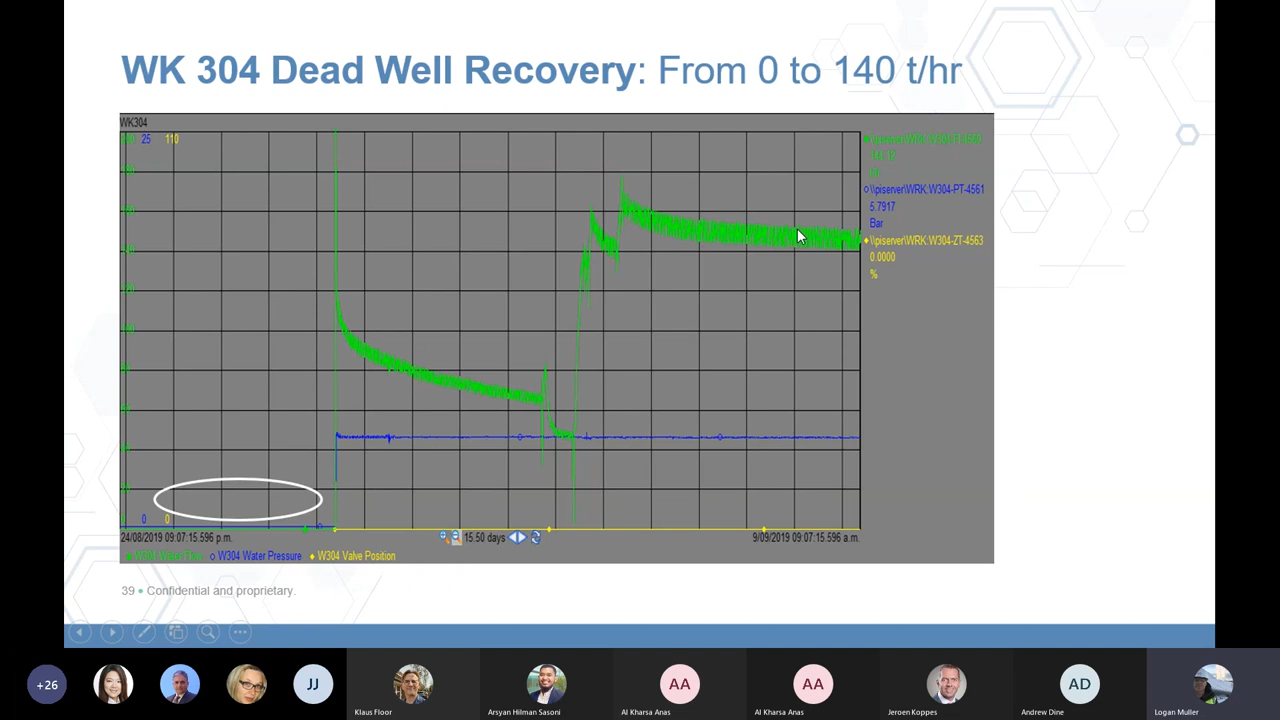 WK 304 Dead Well Recovery: From 0 to 140 t/hr
WK304
25 110
\\piserver\WRK:W304-PT-4561
5.7917
Bar
\\piserver\WRK:W304-ZT-4563
0.0000
%
0 0
24/08/2019 09:07:15.596 p.m. 15.50 days 9/09/2019 09:07:15.596 a.m.
W304 Water Flow W304 Water Pressure W304 Valve Position
39 • Confidential and proprietary.
+26 JJ AA AA AD
Klaus Floor Arsyan Hilman Sasoni Al Kharsa Anas Al Kharsa Anas Jeroen Koppes Andrew Dine Logan Muller